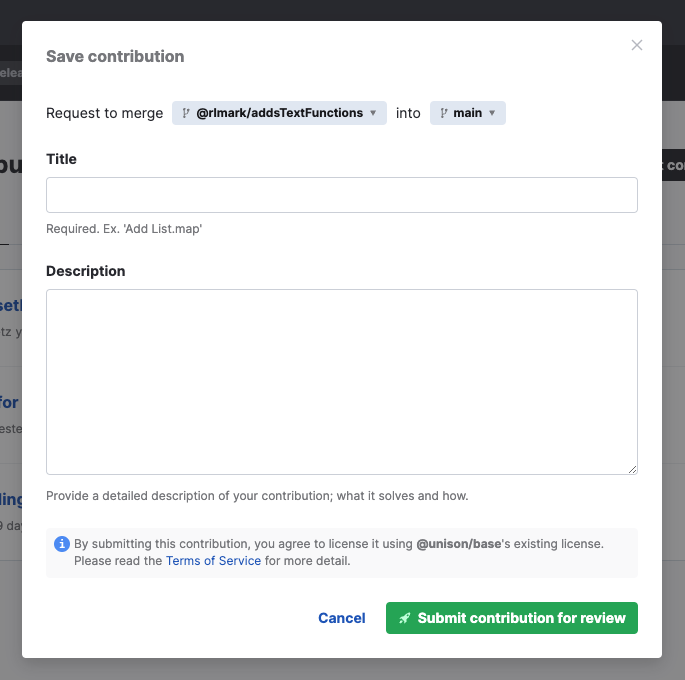 Save contribution
Request to merge @rlmark/addsTextFunctions into main
Title
Required. Ex. 'Add List.map'
Description
Provide a detailed description of your contribution; what it solves and how.
By submitting this contribution, you agree to license it using @unison/base's existing license.
Please read the Terms of Service for more detail.
Cancel Submit contribution for review
for